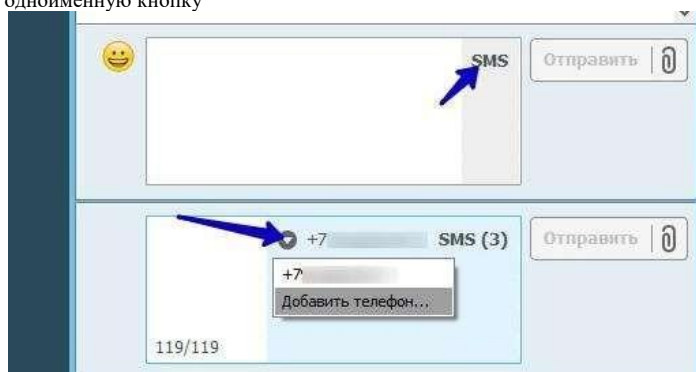 одноименную кнопку
SMS
Отправить
+7
SMS (3)
Отправить
+7
Добавить телефон...
119/119